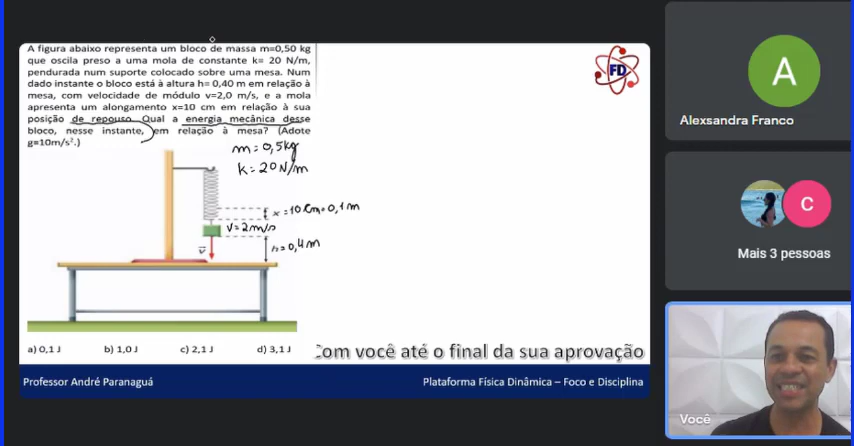 A figura abaixo representa um bloco de massa m=0,50 kg
que oscila preso a uma mola de constante k= 20 N/m,
pendurada num suporte colocado sobre uma mesa. Num
dado instante o bloco está à altura h= 0,40 m em relação à
mesa, com velocidade de módulo v=2,0 m/s, e a mola
apresenta um alongamento x=10 cm em relação à sua
posição de repouso. Qual a energia mecânica desse
bloco, nesse instante, em relação à mesa? (Adote
g=10m/s².)
m = 0,5kg
k = 20 N/m
x = 10cm = 0,1m
v = 2m/s
v
h = 0,4m
a) 0,1 J b) 1,0 J c) 2,1 J d) 3,1 J
Com você até o final da sua aprovação
Professor André Paranaguá
Plataforma Física Dinâmica – Foco e Disciplina
FD
A
Alexsandra Franco
C
Mais 3 pessoas
Você